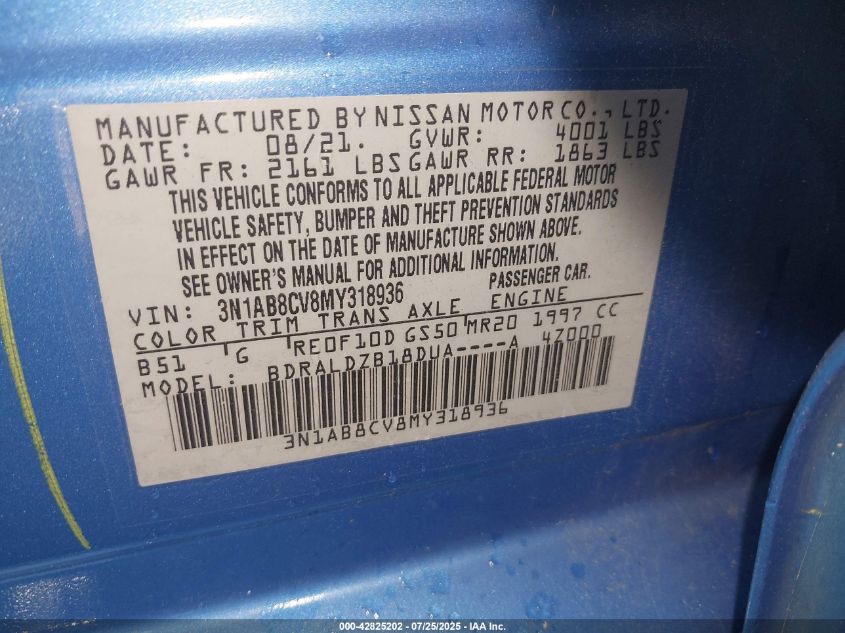 MANUFACTURED BY NISSAN MOTOR CO., LTD.
DATE: 08/21. GVWR: 4001 LBS
GAWR FR: 2161 LBS GAWR RR: 1863 LBS
THIS VEHICLE CONFORMS TO ALL APPLICABLE FEDERAL MOTOR
VEHICLE SAFETY, BUMPER AND THEFT PREVENTION STANDARDS
IN EFFECT ON THE DATE OF MANUFACTURE SHOWN ABOVE.
SEE OWNER'S MANUAL FOR ADDITIONAL INFORMATION.
VIN: 3N1AB8CV8MY318936 PASSENGER CAR.
COLOR TRIM TRANS AXLE ENGINE
B51 G RE0F10D GS50 MR20 1997 CC
MODEL: BDRALDZB18DUA----A 4Z000
3N1AB8CV8MY318936
000-42825202 - 07/25/2025 - IAA Inc.